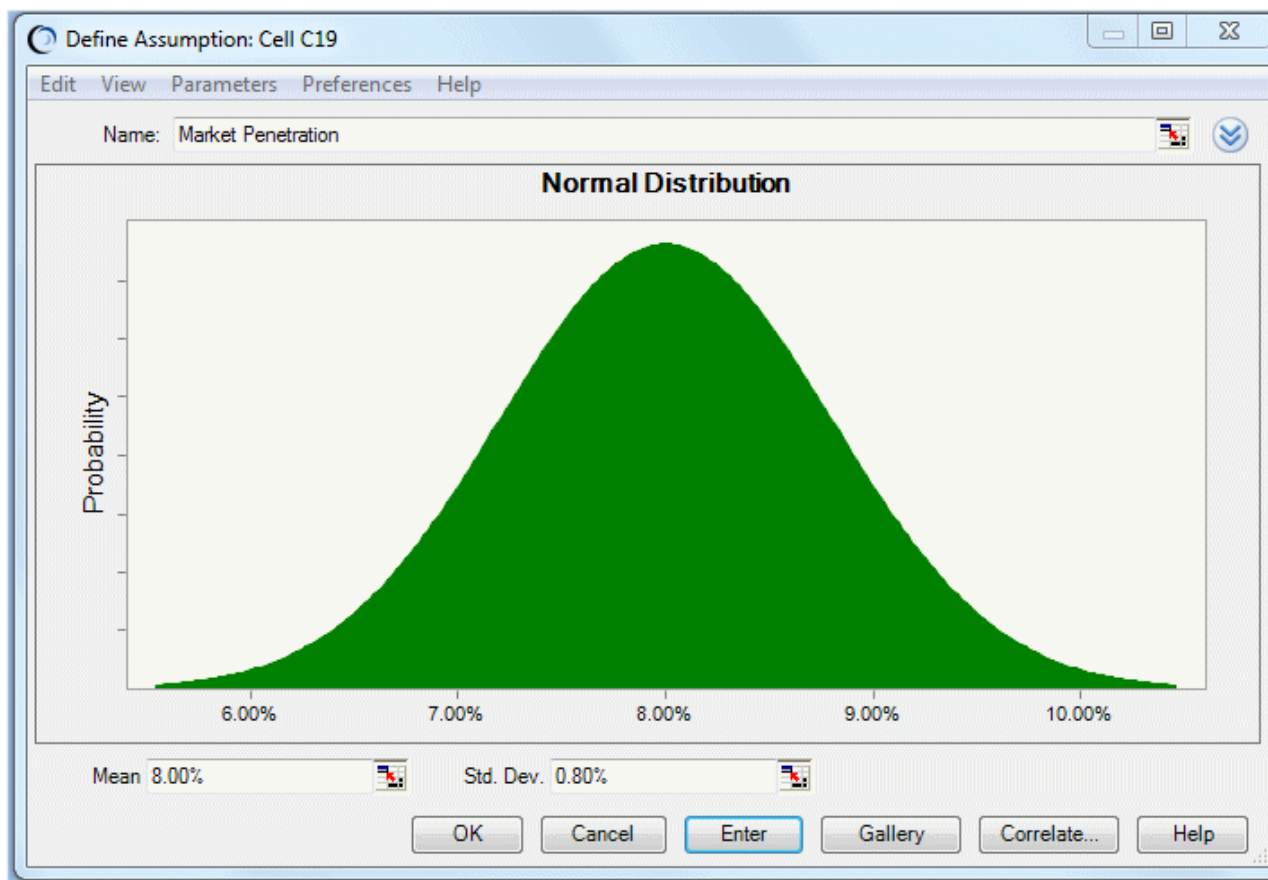 Define Assumption: Cell C19
Edit View Parameters Preferences Help
Name: Market Penetration
Normal Distribution
Probability
6.00% 7.00% 8.00% 9.00% 10.00%
Mean 8.00% Std. Dev. 0.80%
OK Cancel Enter Gallery Correlate... Help